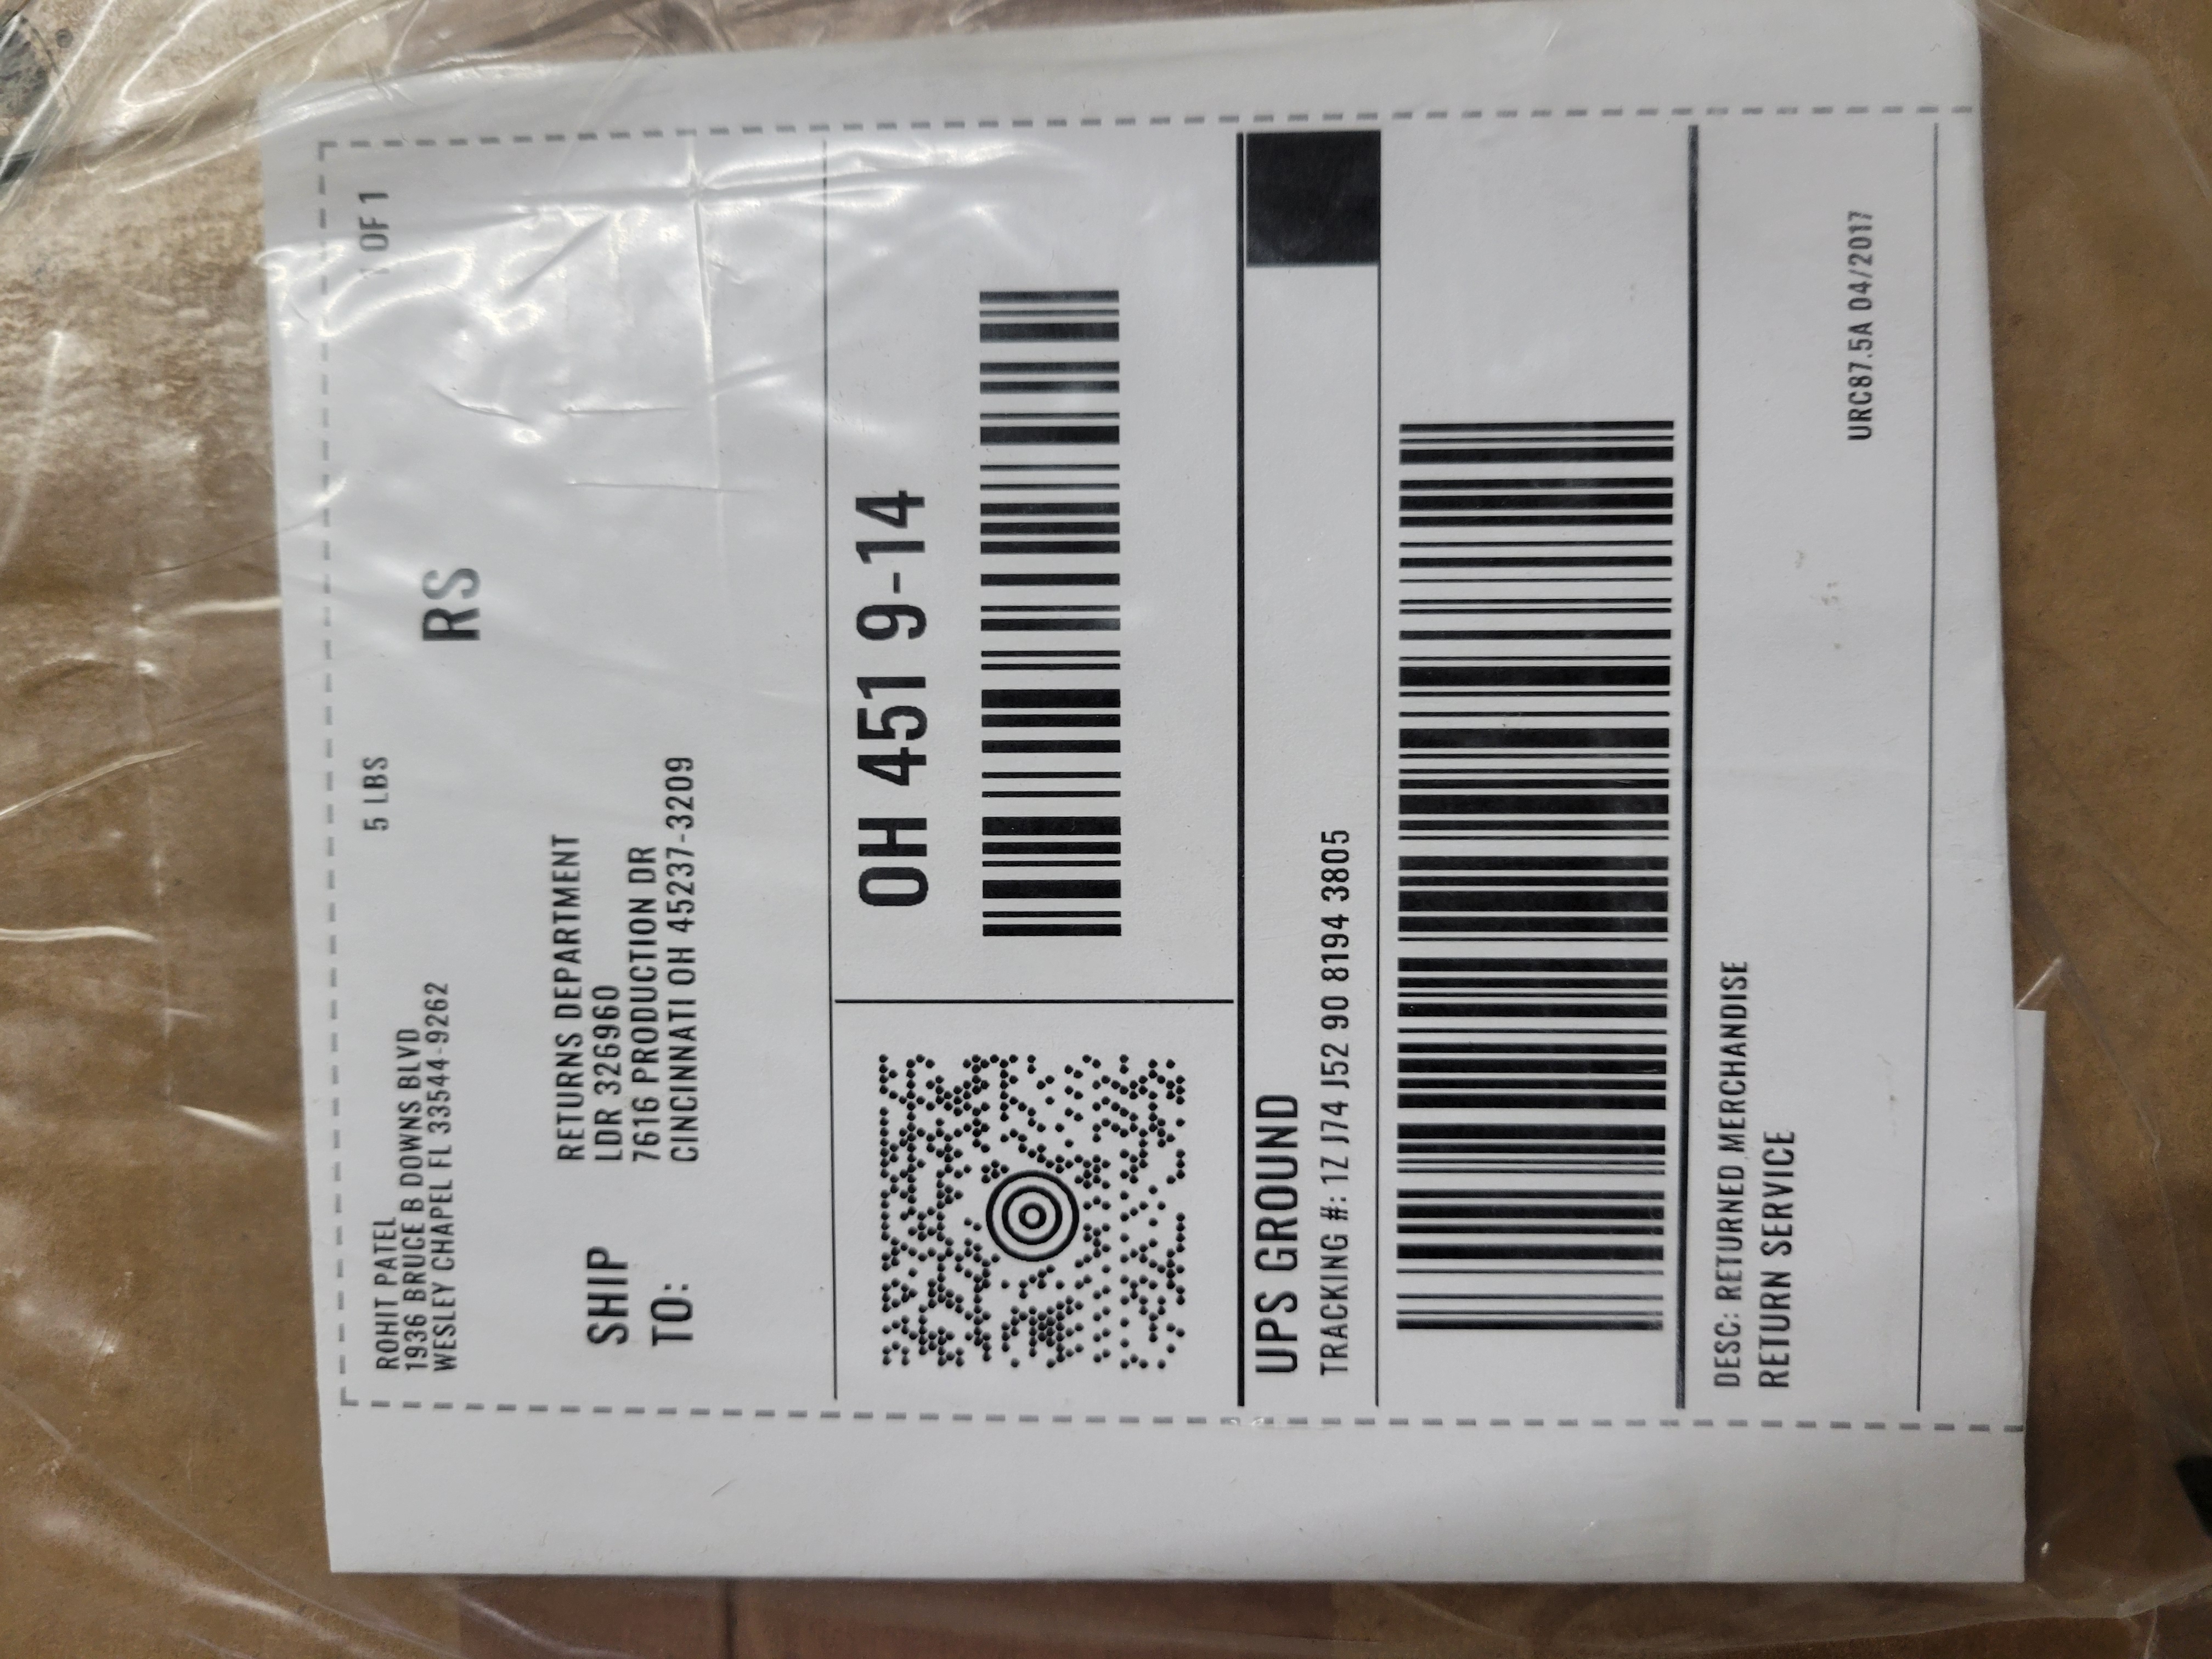 ROHIT PATEL
1936 BRUCE B DOWNS BLVD
WESLEY CHAPEL FL 33544-9262
5 LBS
1 OF 1
RS
SHIP
TO:
RETURNS DEPARTMENT
LDR 326960
7616 PRODUCTION DR
CINCINNATI OH 45237-3209
OH 451 9-14
UPS GROUND
TRACKING #: 1Z J74 J52 90 8194 3805
DESC: RETURNED MERCHANDISE
RETURN SERVICE
URC87.5A 04/2017